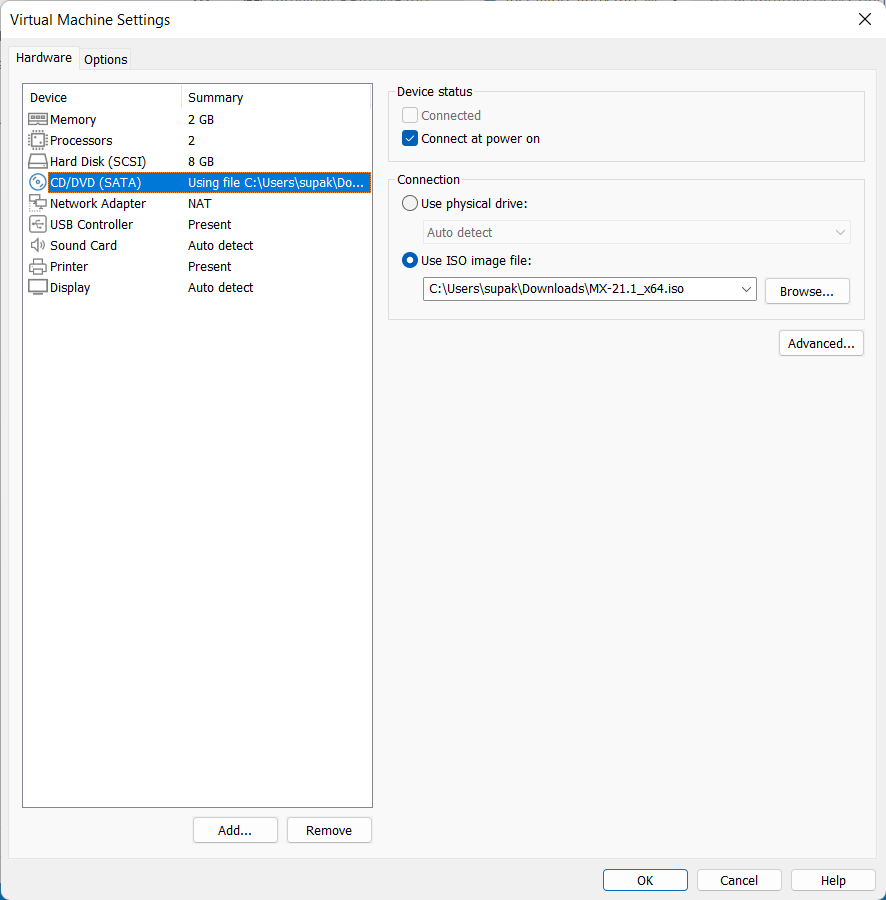 Virtual Machine Settings
Hardware Options
Device Summary
Memory 2 GB
Processors 2
Hard Disk (SCSI) 8 GB
CD/DVD (SATA) Using file C:\Users\supak\Do...
Network Adapter NAT
USB Controller Present
Sound Card Auto detect
Printer Present
Display Auto detect
Add... Remove
Device status
Connected
Connect at power on
Connection
Use physical drive:
Auto detect
Use ISO image file:
C:\Users\supak\Downloads\MX-21.1_x64.iso Browse...
Advanced...
OK Cancel Help